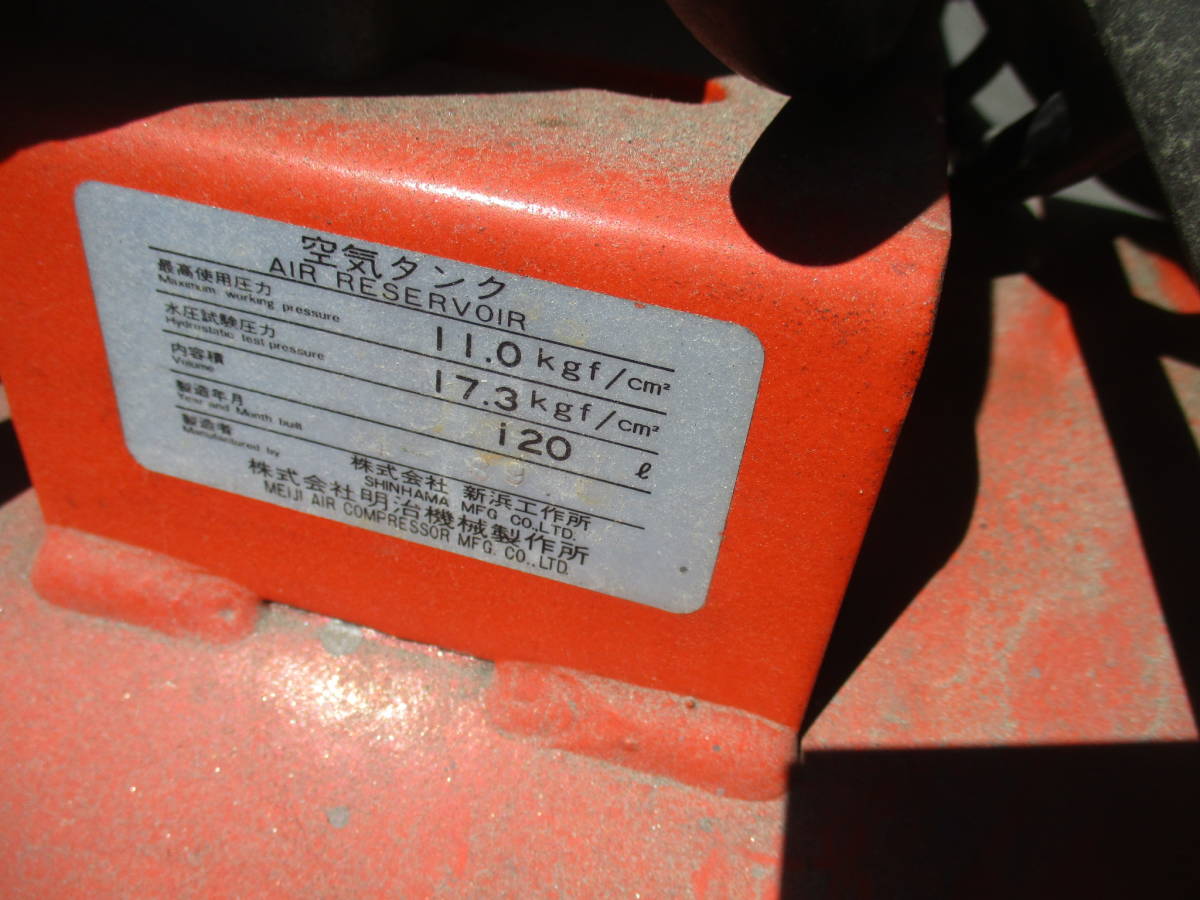 空気タンク
AIR RESERVOIR
最高使用圧力 11.0 kgf/cm²
Maximum working pressure
水圧試験圧力 17.3 kgf/cm²
Hydrostatic test pressure
内容積 120 ℓ
Volume
製造年月
Year and Month built
製造者 株式会社 新浜工作所
Manufactured by SHINHAMA MFG CO.,LTD.
株式会社明治機械製作所
MEIJI AIR COMPRESSOR MFG. CO.,LTD.